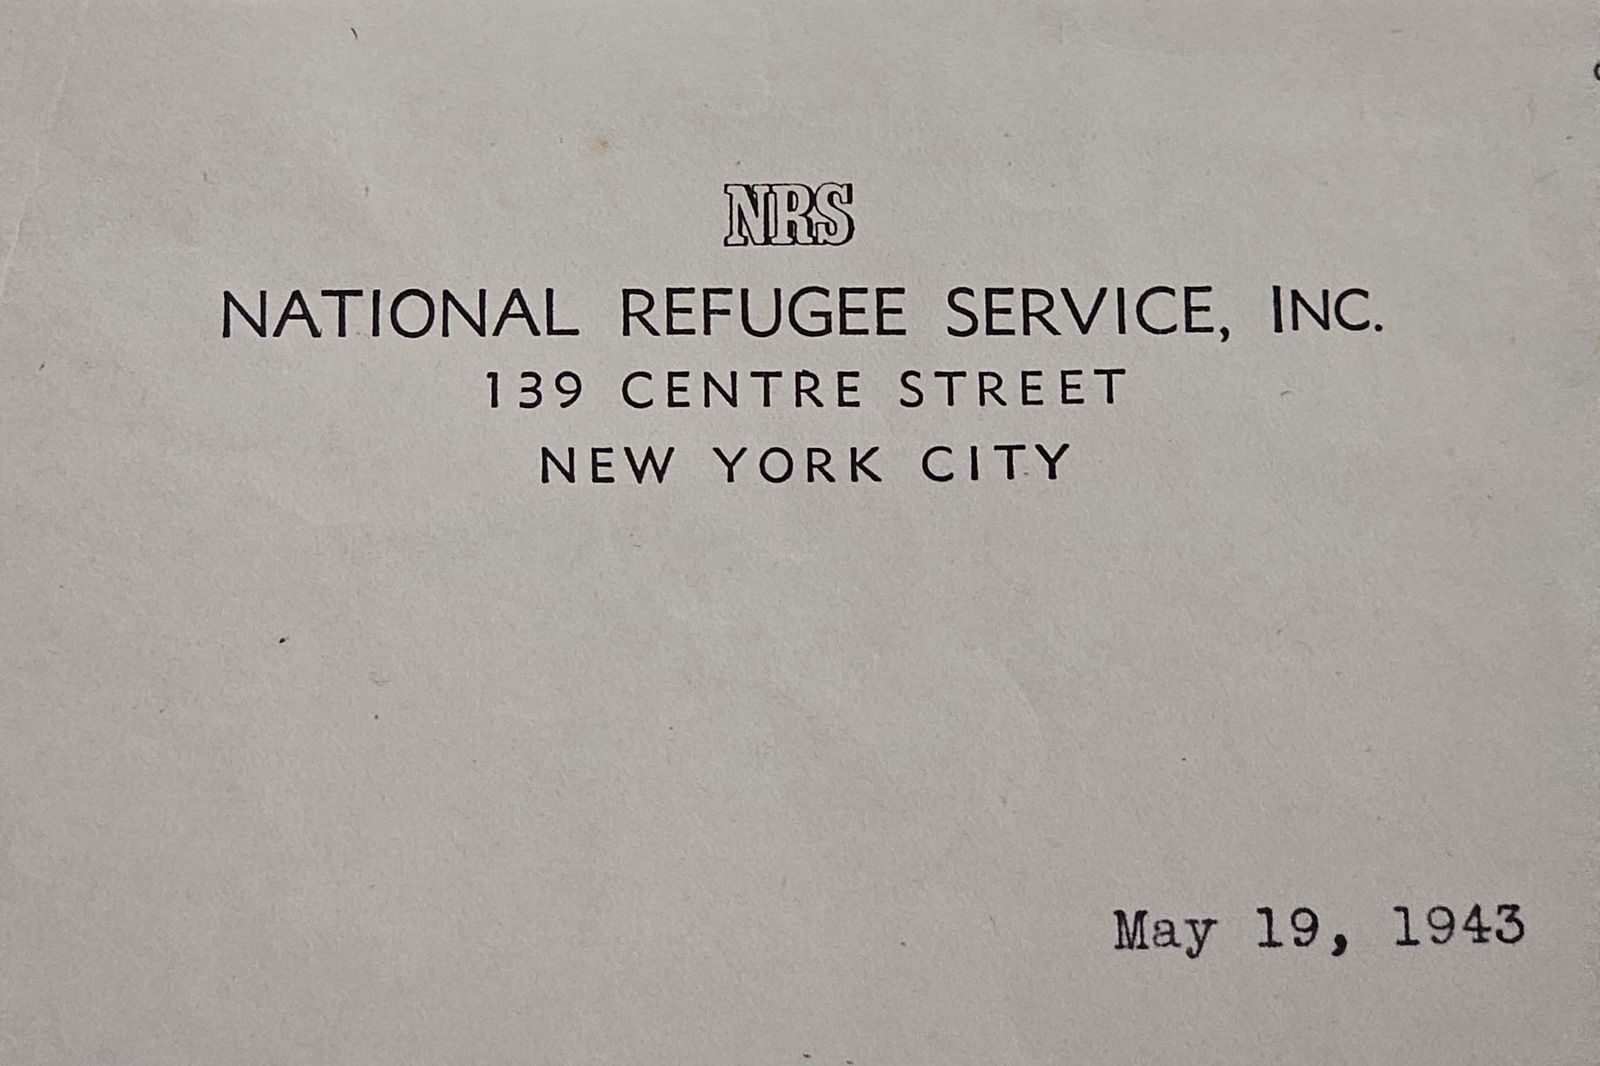 NRS
NATIONAL REFUGEE SERVICE, INC.
139 CENTRE STREET
NEW YORK CITY
May 19, 1943